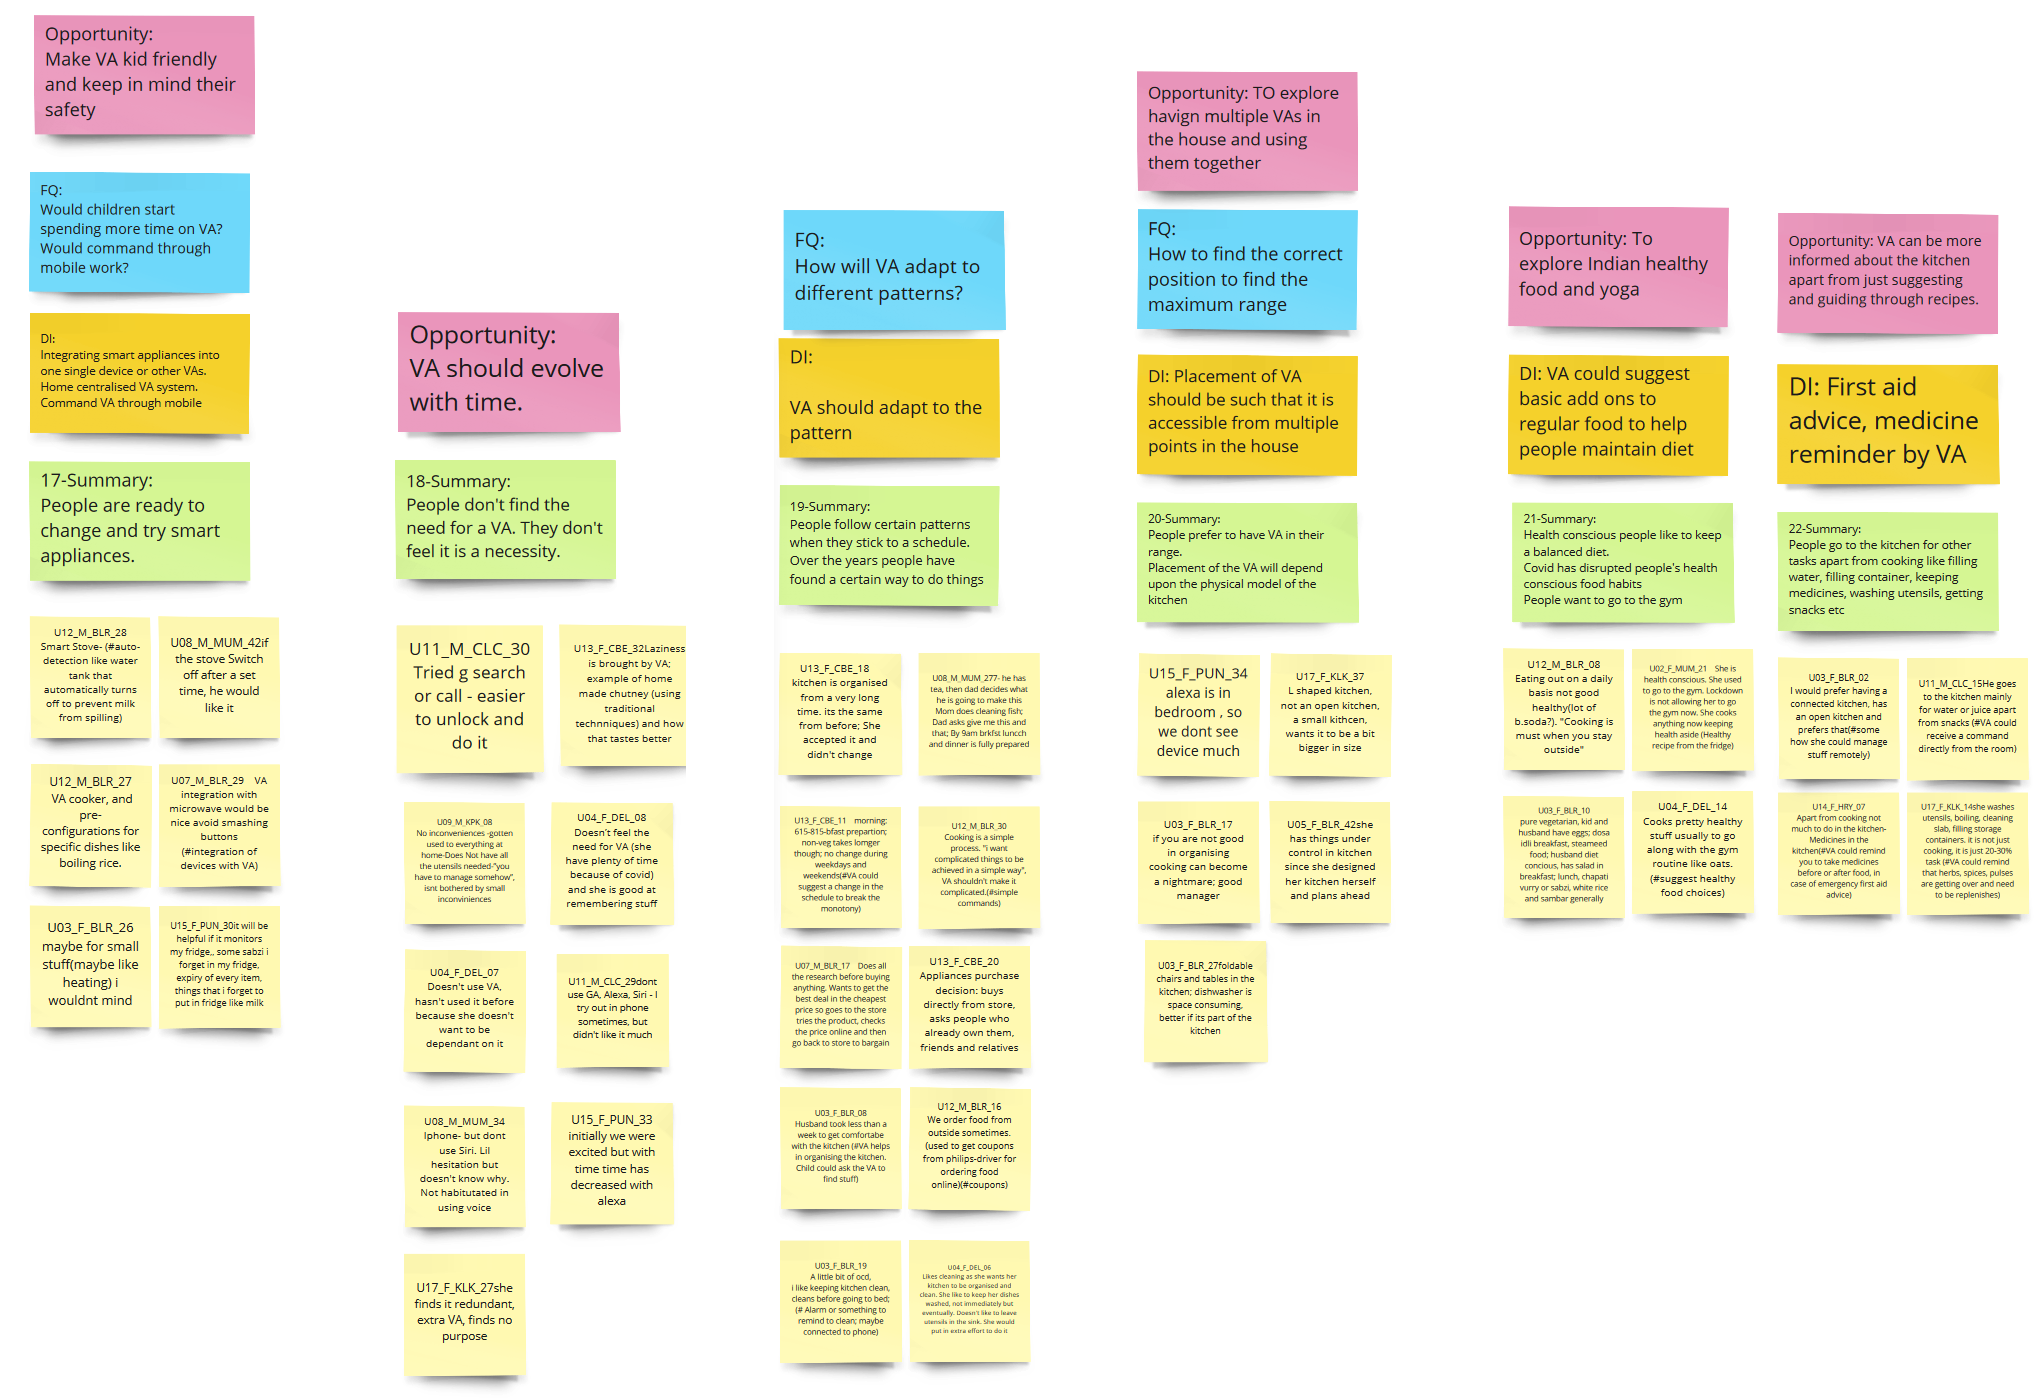 Opportunity:
Make VA kid friendly
and keep in mind their
safety
FQ:
Would children start
spending more time on VA?
Would command through
mobile work?
DI:
Integrating smart appliances into
one single device or other VAs.
Home centralised VA system.
Command VA through mobile
17-Summary:
People are ready to
change and try smart
appliances.
U12_M_BLR_28
Smart Stove- (#auto-
detection like water
tank that
automatically turns
off to prevent milk
from spilling)
U08_M_MUM_42if
the stove Switch
off after a set
time, he would
like it
U12_M_BLR_27
VA cooker, and
pre-
configurations for
specific dishes like
boiling rice.
U07_M_BLR_29 VA
integration with
microwave would be
nice avoid smashing
buttons
(#integration of
devices with VA)
U03_F_BLR_26
maybe for small
stuff(maybe like
heating) i
wouldnt mind
U15_F_PUN_30it will be
helpful if it monitors
my fridge,, some sabzi i
forget in my fridge,
expiry of every item,
things that i forget to
put in fridge like milk
Opportunity:
VA should evolve
with time.
18-Summary:
People don't find the
need for a VA. They don't
feel it is a necessity.
U11_M_CLC_30
Tried g search
or call - easier
to unlock and
do it
U13_F_CBE_32Laziness
is brought by VA;
example of home
made chutney (using
traditional
technniques) and how
that tastes better
U09_M_KPK_08
No inconveniences -gotten
used to everything at
home-Does Not have all
the utensils needed-"you
have to manage somehow",
isnt bothered by small
inconviniences
U04_F_DEL_08
Doesn't feel the
need for VA (she
have plenty of time
because of covid)
and she is good at
remembering stuff
U04_F_DEL_07
Doesn't use VA,
hasn't used it before
because she doesn't
want to be
dependant on it
U11_M_CLC_29dont
use GA, Alexa, Siri - I
try out in phone
sometimes, but
didn't like it much
U08_M_MUM_34
Iphone- but dont
use Siri. Lil
hesitation but
doesn't know why.
Not habitutated in
using voice
U15_F_PUN_33
initially we were
excited but with
time time has
decreased with
alexa
U17_F_KLK_27she
finds it redundant,
extra VA, finds no
purpose
FQ:
How will VA adapt to
different patterns?
DI:
VA should adapt to the
pattern
19-Summary:
People follow certain patterns
when they stick to a schedule.
Over the years people have
found a certain way to do things
U13_F_CBE_18
kitchen is organised
from a very long
time. its the same
from before; She
accepted it and
didn't change
U08_M_MUM_277- he has
tea, then dad decides what
he is going to make this
Mom does cleaning fish;
Dad asks give me this and
that; By 9am brkfst luncch
and dinner is fully prepared
U13_F_CBE_11 morning:
615-815-bfast prepartion;
non-veg takes lomger
though; no change during
weekdays and
weekends(#VA could
suggest a change in the
schedule to break the
monotony)
U12_M_BLR_30
Cooking is a simple
process. "i want
complicated things to be
achieved in a simple way",
VA shouldn't make it
complicated.(#simple
commands)
U07_M_BLR_17 Does all
the research before buying
anything. Wants to get the
best deal in the cheapest
price so goes to the store
tries the product, checks
the price online and then
go back to store to bargain
U13_F_CBE_20
Appliances purchase
decision: buys
directly from store,
asks people who
already own them,
friends and relatives
U03_F_BLR_08
Husband took less than a
week to get comfortabe
with the kitchen (#VA helps
in organising the kitchen.
Child could ask the VA to
find stuff)
U12_M_BLR_16
We order food from
outside sometimes.
(used to get coupons
from philips-driver for
ordering food
online)(#coupons)
U03_F_BLR_19
A little bit of ocd,
i like keeping kitchen clean,
cleans before going to bed;
(# Alarm or something to
remind to clean; maybe
connected to phone)
U04_F_DEL_06
Likes cleaning as she wants her
kitchen to be organised and
clean. She like to keep her dishes
washed, not immediately but
eventually. Doesn't like to leave
utensils in the sink. She would
put in extra effort to do it
Opportunity: TO explore
havign multiple VAs in
the house and using
them together
FQ:
How to find the correct
position to find the
maximum range
DI: Placement of VA
should be such that it is
accessible from multiple
points in the house
20-Summary:
People prefer to have VA in their
range.
Placement of the VA will depend
upon the physical model of the
kitchen
U15_F_PUN_34
alexa is in
bedroom , so
we dont see
device much
U17_F_KLK_37
L shaped kitchen,
not an open kitchen,
a small kithcen,
wants it to be a bit
bigger in size
U03_F_BLR_17
if you are not good
in organising
cooking can become
a nightmare; good
manager
U05_F_BLR_42she
has things under
control in kitchen
since she designed
her kitchen herself
and plans ahead
U03_F_BLR_27foldable
chairs and tables in the
kitchen; dishwasher is
space consuming,
better if its part of the
kitchen
Opportunity: To
explore Indian healthy
food and yoga
DI: VA could suggest
basic add ons to
regular food to help
people maintain diet
21-Summary:
Health conscious people like to keep
a balanced diet.
Covid has disrupted people's health
conscious food habits
People want to go to the gym
U12_M_BLR_08
Eating out on a daily
basis not good
healthy(lot of
b.soda?). "Cooking is
must when you stay
outside"
U02_F_MUM_21 She is
health conscious. She used
to go to the gym. Lockdown
is not allowing her to go
the gym now. She cooks
anything now keeping
health aside (Healthy
recipe from the fridge)
U03_F_BLR_10
pure vegetarian, kid and
husband have eggs; dosa
idli breakfast, steameed
food; husband diet
concious, has salad in
breakfast; lunch, chapati
vurry or sabzi, white rice
and sambar generally
U04_F_DEL_14
Cooks pretty healthy
stuff usually to go
along with the gym
routine like oats.
(#suggest healthy
food choices)
Opportunity: VA can be more
informed about the kitchen
apart from just suggesting
and guiding through recipes.
DI: First aid
advice, medicine
reminder by VA
22-Summary:
People go to the kitchen for other
tasks apart from cooking like filling
water, filling container, keeping
medicines, washing utensils, getting
snacks etc
U03_F_BLR_02
I would prefer having a
connected kitchen, has
an open kitchen and
prefers that(#some
how she could manage
stuff remotely)
U11_M_CLC_15He goes
to the kitchen mainly
for water or juice apart
from snacks (#VA could
receive a command
directly from the room)
U14_F_HRY_07
Apart from cooking not
much to do in the kitchen-
Medicines in the
kitchen(#VA could remind
you to take medicines
before or after food, in
case of emergency first aid
advice)
U17_F_KLK_14she washes
utensils, boiling, cleaning
slab, filling storage
containers. it is not just
cooking, it is just 20-30%
task (#VA could remind
that herbs, spices, pulses
are getting over and need
to be replenishes)